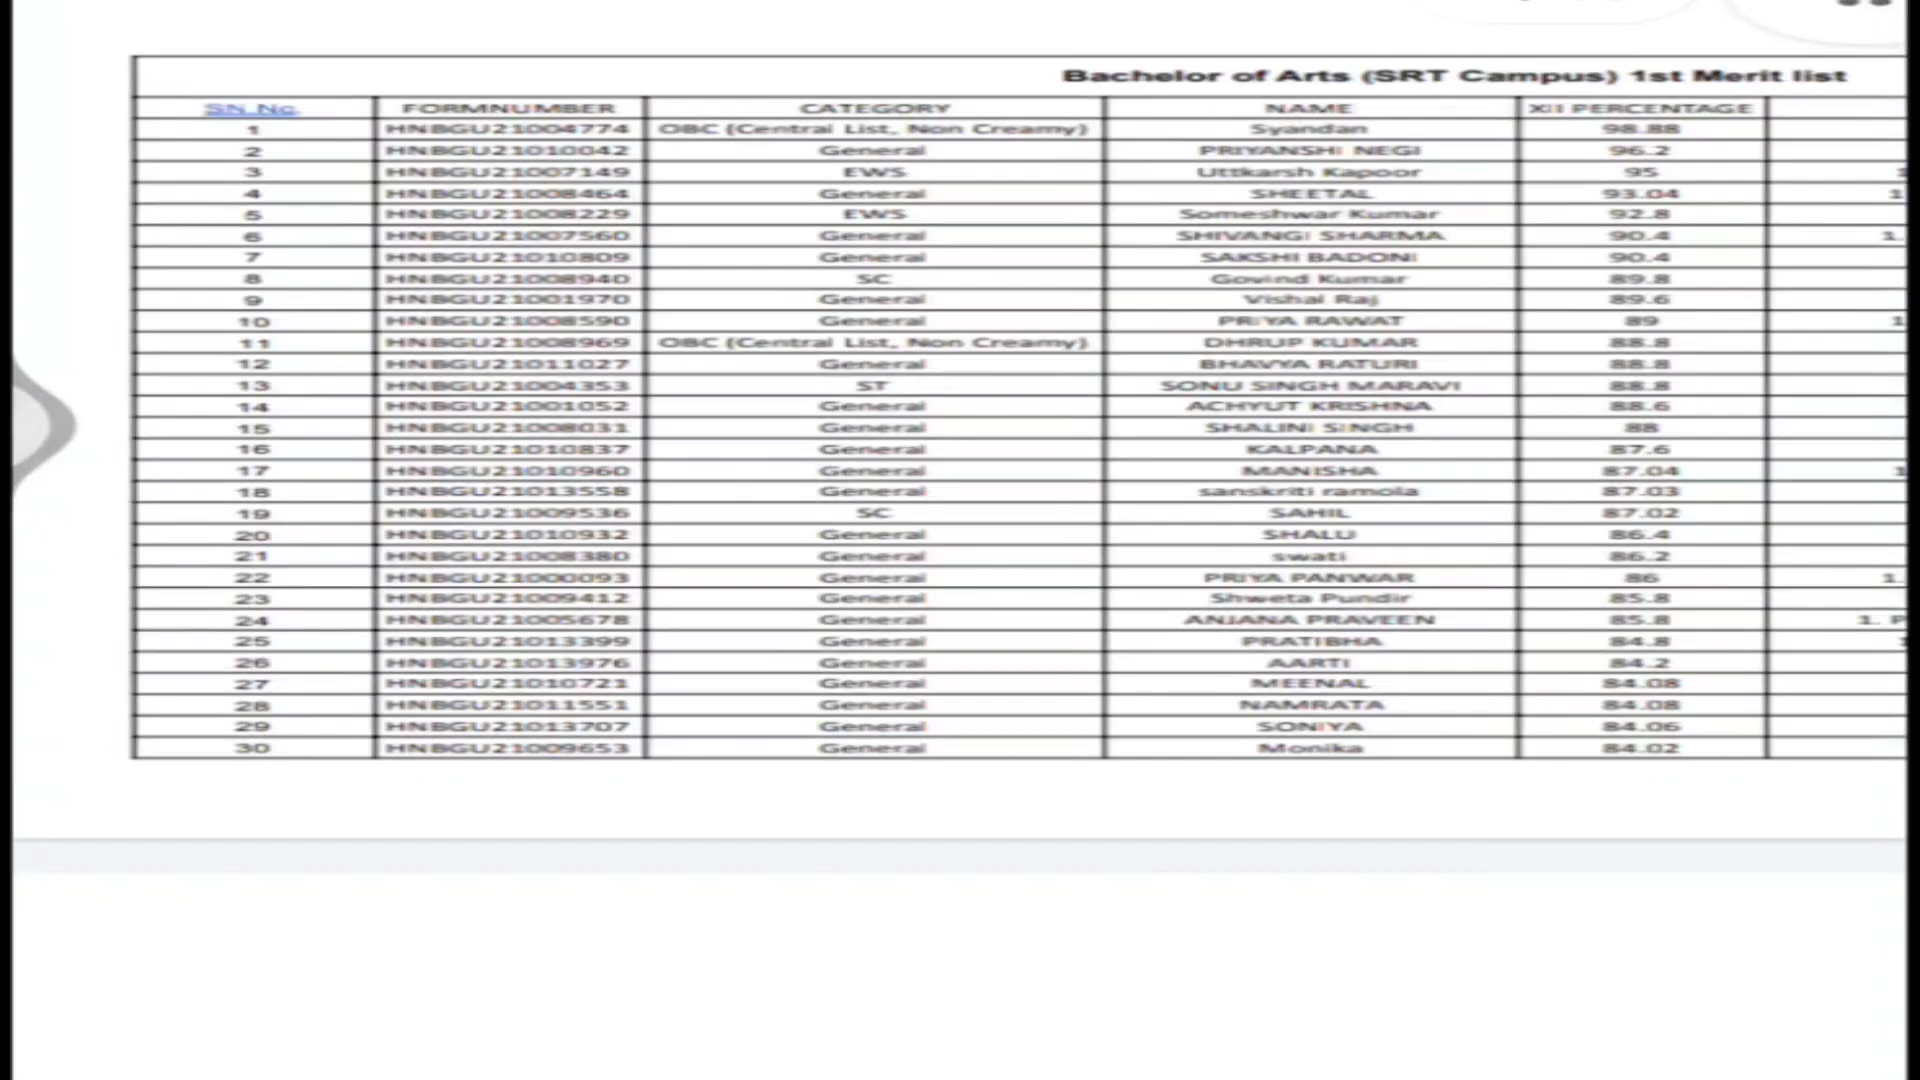 Bachelor of Arts (SRT Campus) 1st Merit list
SN.No. FORMNUMBER CATEGORY NAME XII PERCENTAGE
1 HNBGU21004774 OBC (Central List, Non Creamy) Syandan 98.88
2 HNBGU21010042 General PRIYANSHI NEGI 96.2
3 HNBGU21007149 EWS Uttkarsh Kapoor 95
4 HNBGU21008464 General SHEETAL 93.04 1
5 HNBGU21008229 EWS Someshwar Kumar 92.8
6 HNBGU21007560 General SHIVANGI SHARMA 90.4 1.
7 HNBGU21010809 General SAKSHI BADONI 90.4
8 HNBGU21008940 SC Govind Kumar 89.8
9 HNBGU21001970 General Vishal Raj 89.6
10 HNBGU21008590 General PRIYA RAWAT 89 1
11 HNBGU21008969 OBC (Central List, Non Creamy) DHRUP KUMAR 88.8
12 HNBGU21011027 General BHAVYA RATURI 88.8
13 HNBGU21004353 ST SONU SINGH MARAVI 88.8
14 HNBGU21001052 General ACHYUT KRISHNA 88.6
15 HNBGU21008031 General SHALINI SINGH 88
16 HNBGU21010837 General KALPANA 87.6
17 HNBGU21010960 General MANISHA 87.04 1
18 HNBGU21013558 General sanskriti ramola 87.03
19 HNBGU21009536 SC SAHIL 87.02
20 HNBGU21010932 General SHALU 86.4
21 HNBGU21008380 General swati 86.2
22 HNBGU21000093 General PRIYA PANWAR 86 1.
23 HNBGU21009412 General Shweta Pundir 85.8
24 HNBGU21005678 General ANJANA PRAVEEN 85.8 1. P
25 HNBGU21013399 General PRATIBHA 84.8
26 HNBGU21013976 General AARTI 84.2
27 HNBGU21010721 General MEENAL 84.08
28 HNBGU21011551 General NAMRATA 84.08
29 HNBGU21013707 General SONIYA 84.06
30 HNBGU21009653 General Monika 84.02